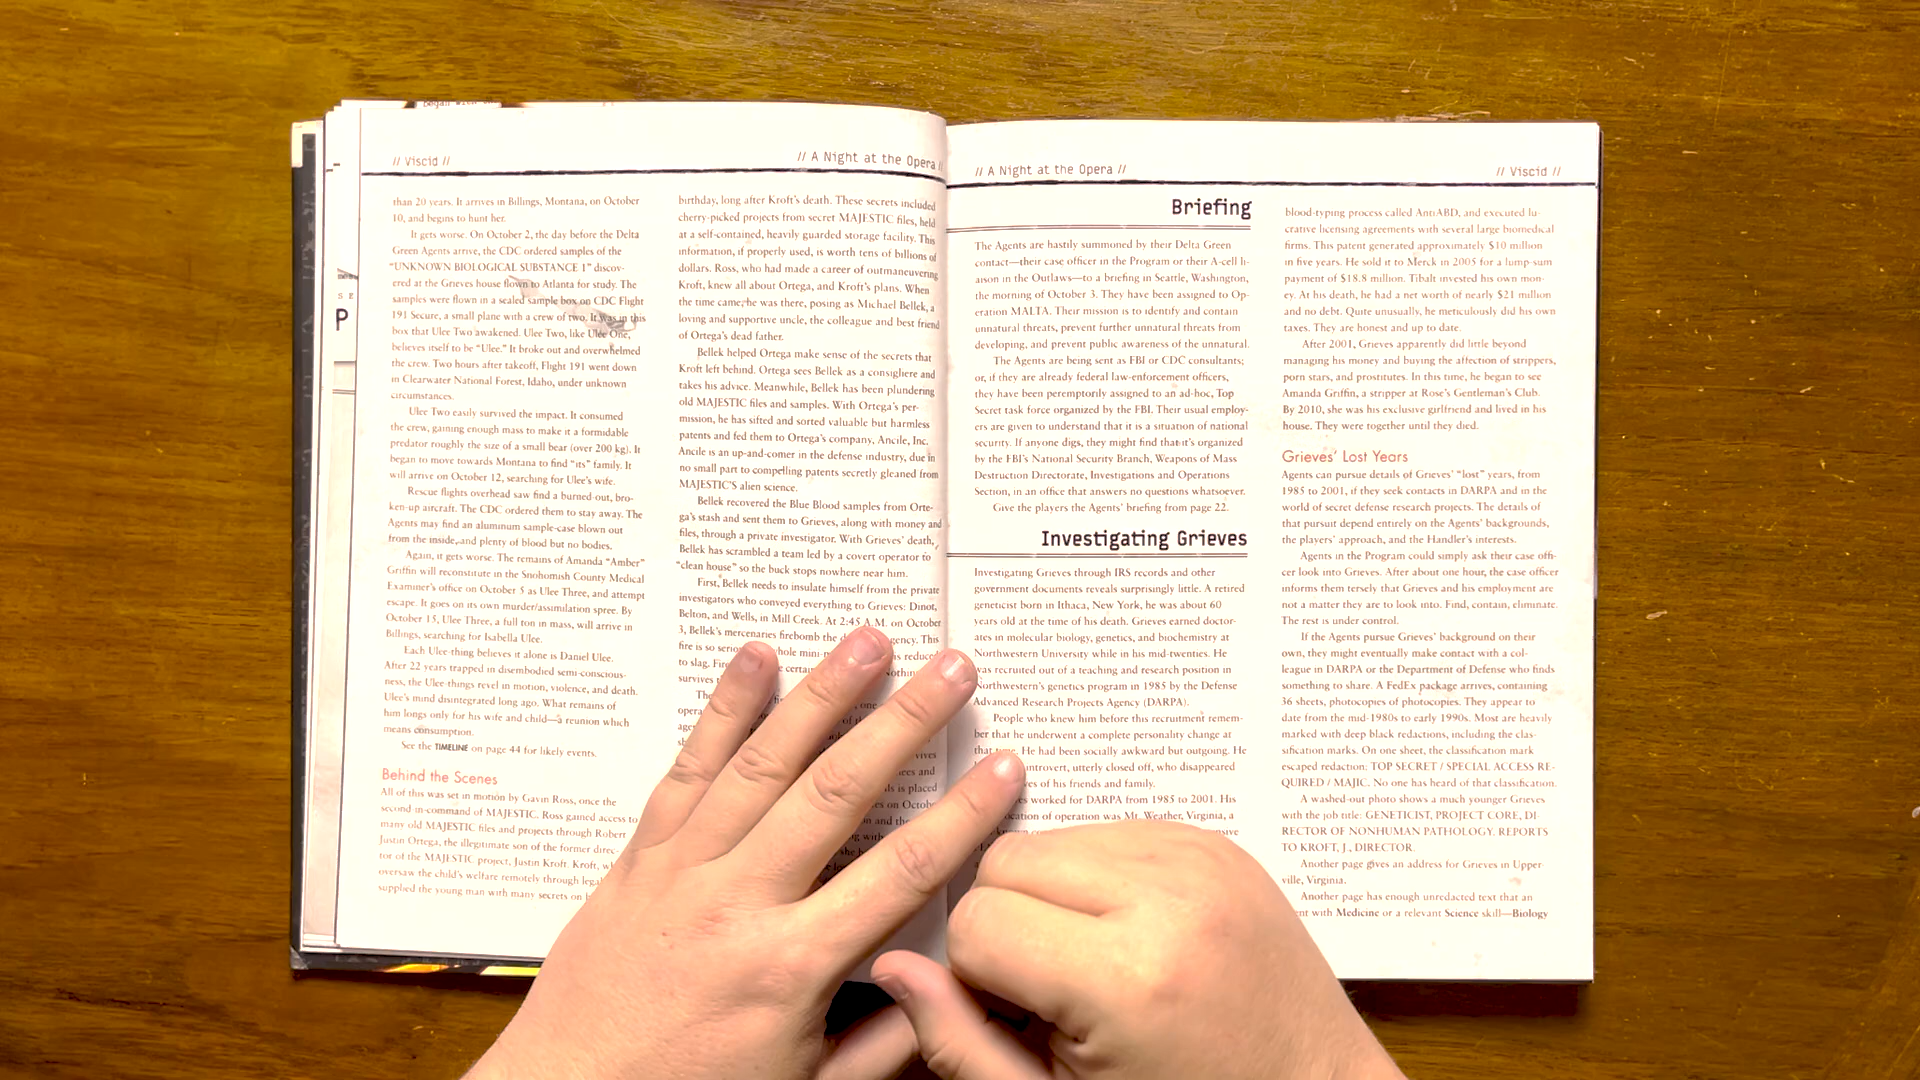 // Viscid //
// A Night at the Opera //
than 20 years. It arrives in Billings, Montana, on October
10, and begins to hunt her.
It gets worse. On October 2, the day before the Delta
Green Agents arrive, the CDC ordered samples of the
"UNKNOWN BIOLOGICAL SUBSTANCE 1" discov-
ered at the Grieves house flown to Atlanta for study. The
samples were flown in a sealed sample box on CDC Flight
191 Secure, a small plane with a crew of two. It was in this
box that Ulee Two awakened. Ulee Two, like Ulee One,
believes itself to be "Ulee." It broke out and overwhelmed
the crew. Two hours after takeoff, Flight 191 went down
in Clearwater National Forest, Idaho, under unknown
circumstances.
Ulee Two easily survived the impact. It consumed
the crew, gaining enough mass to make it a formidable
predator roughly the size of a small bear (over 200 kg). It
began to move towards Montana to find "its" family. It
will arrive on October 12, searching for Ulee's wife.
Rescue flights overhead saw find a burned-out, bro-
ken-up aircraft. The CDC ordered them to stay away. The
Agents may find an aluminum sample-case blown out
from the inside, and plenty of blood but no bodies.
Again, it gets worse. The remains of Amanda "Amber"
Griffin will reconstitute in the Snohomish County Medical
Examiner's office on October 5 as Ulee Three, and attempt
escape. It goes on its own murder/assimilation spree. By
October 15, Ulee Three, a full ton in mass, will arrive in
Billings, searching for Isabella Ulee.
Each Ulee-thing believes it alone is Daniel Ulee.
After 22 years trapped in disembodied semi-conscious-
ness, the Ulee-things revel in motion, violence, and death.
Ulee's mind disintegrated long ago. What remains of
him longs only for his wife and child—a reunion which
means consumption.
See the TIMELINE on page 44 for likely events.
Behind the Scenes
All of this was set in motion by Gavin Ross, once the
second in-command of MAJESTIC. Ross gained access to
many old MAJESTIC files and projects through Robert
Justin Ortega, the illegitimate son of the former direc-
tor of the MAJESTIC project, Justin Kroft. Kroft, w
oversaw the child's welfare remotely through lega
supplied the young man with many secrets on
birthday, long after Kroft's death. These secrets included
cherry-picked projects from secret MAJESTIC files, held
at a self-contained, heavily guarded storage facility. This
information, if properly used, is worth tens of billions of
dollars. Ross, who had made a career of outmaneuvering
Kroft, knew all about Ortega, and Kroft's plans. When
the time came, he was there, posing as Michael Bellek, a
loving and supportive uncle, the colleague and best friend
of Ortega's dead father.
Bellek helped Ortega make sense of the secrets that
Kroft left behind. Ortega sees Bellek as a consigliere and
takes his advice. Meanwhile, Bellek has been plundering
old MAJESTIC files and samples. With Ortega's per-
mission, he has sifted and sorted valuable but harmless
patents and fed them to Ortega's company, Ancile, Inc.
Ancile is an up-and-comer in the defense industry, due in
no small part to compelling patents secretly gleaned from
MAJESTIC'S alien science.
Bellek recovered the Blue Blood samples from Orte-
ga's stash and sent them to Grieves, along with money and
files, through a private investigator. With Grieves' death,
Bellek has scrambled a team led by a covert operator to
"clean house" so the buck stops nowhere near him.
First, Bellek needs to insulate himself from the private
investigators who conveyed everything to Grieves: Dinot,
Belton, and Wells, in Mill Creek. At 2:45 A.M. on October
3, Bellek's mercenaries firebomb the gency. This
fire is so serio hole mini-m is reduced
to slag. Fire certa nothin
survives
The one
opera of the
age
vives
ees and
ls is placed
es on Octob
n and the
g with
she b
// A Night at the Opera //
// Viscid //
Briefing
The Agents are hastily summoned by their Delta Green
contact—their case officer in the Program or their A-cell li-
aison in the Outlaws—to a briefing in Seattle, Washington,
the morning of October 3. They have been assigned to Op-
eration MALTA. Their mission is to identify and contain
unnatural threats, prevent further unnatural threats from
developing, and prevent public awareness of the unnatural.
The Agents are being sent as FBI or CDC consultants;
or, if they are already federal law-enforcement officers,
they have been peremptorily assigned to an ad-hoc, Top
Secret task force organized by the FBI. Their usual employ-
ers are given to understand that it is a situation of national
security. If anyone digs, they might find that it's organized
by the FBI's National Security Branch, Weapons of Mass
Destruction Directorate, Investigations and Operations
Section, in an office that answers no questions whatsoever.
Give the players the Agents' briefing from page 22.
Investigating Grieves
Investigating Grieves through IRS records and other
government documents reveals surprisingly little. A retired
geneticist born in Ithaca, New York, he was about 60
years old at the time of his death. Grieves earned doctor-
ates in molecular biology, genetics, and biochemistry at
Northwestern University while in his mid-twenties. He
was recruited out of a teaching and research position in
Northwestern's genetics program in 1985 by the Defense
Advanced Research Projects Agency (DARPA).
People who knew him before this recruitment remem-
ber that he underwent a complete personality change at
that time. He had been socially awkward but outgoing. He
ntrovert, utterly closed off, who disappeared
ves of his friends and family.
es worked for DARPA from 1985 to 2001. His
cation of operation was Mt. Weather, Virginia, a
nsive
blood-typing process called AntiABD, and executed lu-
crative licensing agreements with several large biomedical
firms. This patent generated approximately $10 million
in five years. He sold it to Merck in 2005 for a lump-sum
payment of $18.8 million. Tibalt invested his own mon-
ey. At his death, he had a net worth of nearly $21 million
and no debt. Quite unusually, he meticulously did his own
taxes. They are honest and up to date.
After 2001, Grieves apparently did little beyond
managing his money and buying the affection of strippers,
porn stars, and prostitutes. In this time, he began to see
Amanda Griffin, a stripper at Rose's Gentleman's Club.
By 2010, she was his exclusive girlfriend and lived in his
house. They were together until they died.
Grieves' Lost Years
Agents can pursue details of Grieves' "lost" years, from
1985 to 2001, if they seek contacts in DARPA and in the
world of secret defense research projects. The details of
that pursuit depend entirely on the Agents' backgrounds,
the players' approach, and the Handler's interests.
Agents in the Program could simply ask their case offi-
cer look into Grieves. After about one hour, the case officer
informs them tersely that Grieves and his employment are
not a matter they are to look into. Find, contain, eliminate.
The rest is under control.
If the Agents pursue Grieves' background on their
own, they might eventually make contact with a col-
league in DARPA or the Department of Defense who finds
something to share. A FedEx package arrives, containing
36 sheets, photocopies of photocopies. They appear to
date from the mid-1980s to early 1990s. Most are heavily
marked with deep black redactions, including the clas-
sification marks. On one sheet, the classification mark
escaped redaction: TOP SECRET / SPECIAL ACCESS RE-
QUIRED / MAJIC. No one has heard of that classification.
A washed-out photo shows a much younger Grieves
with the job title: GENETICIST, PROJECT CORE, DI-
RECTOR OF NONHUMAN PATHOLOGY. REPORTS
TO KROFT, J., DIRECTOR.
Another page gives an address for Grieves in Upper-
ville, Virginia.
Another page has enough unredacted text that an
ent with Medicine or a relevant Science skill—Biology